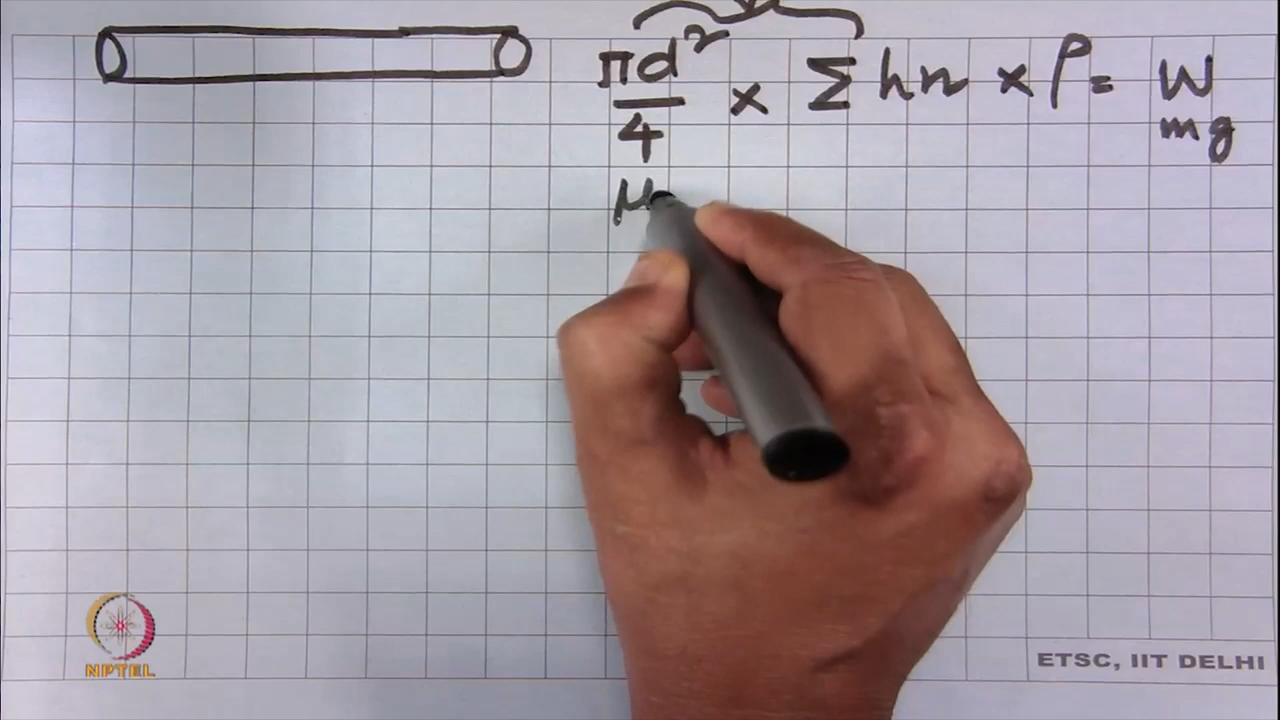 πd²/4 × Σ hn × ρ = W
mg
μ
NPTEL
ETSC, IIT DELHI